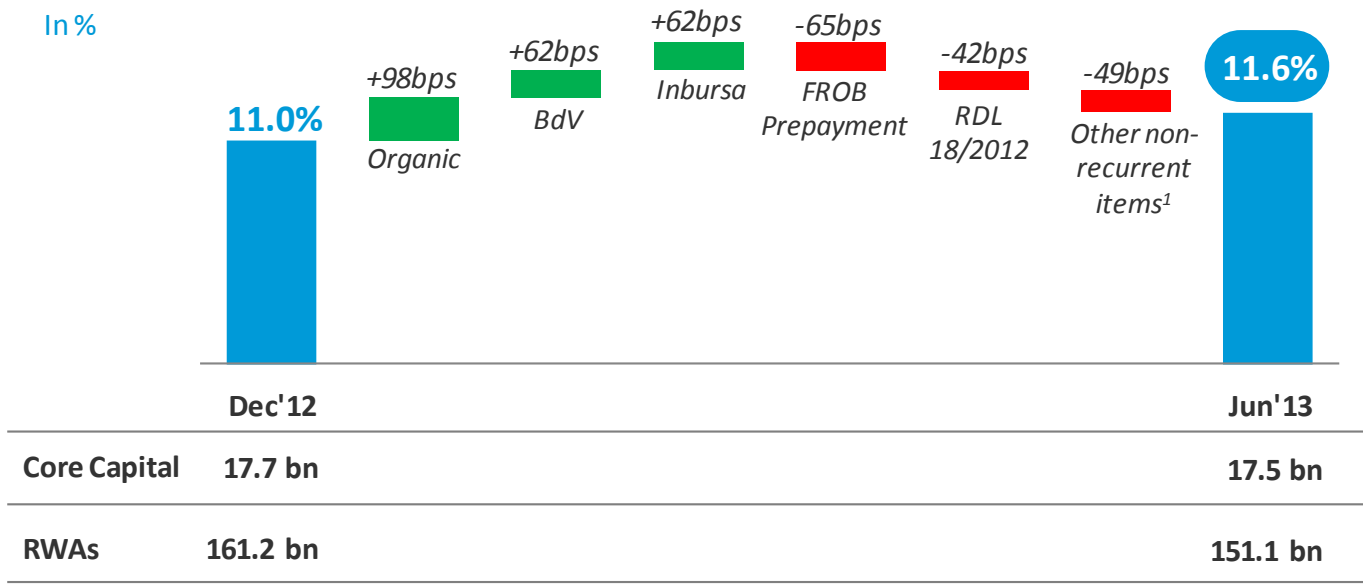 In %
+98bps
Organic
+62bps
BdV
+62bps
Inbursa
-65bps
FROB
Prepayment
-42bps
RDL
18/2012
-49bps
Other non-
recurrent
items¹
11.0%
11.6%
Dec'12
Jun'13
Core Capital 17.7 bn 17.5 bn
RWAs 161.2 bn 151.1 bn